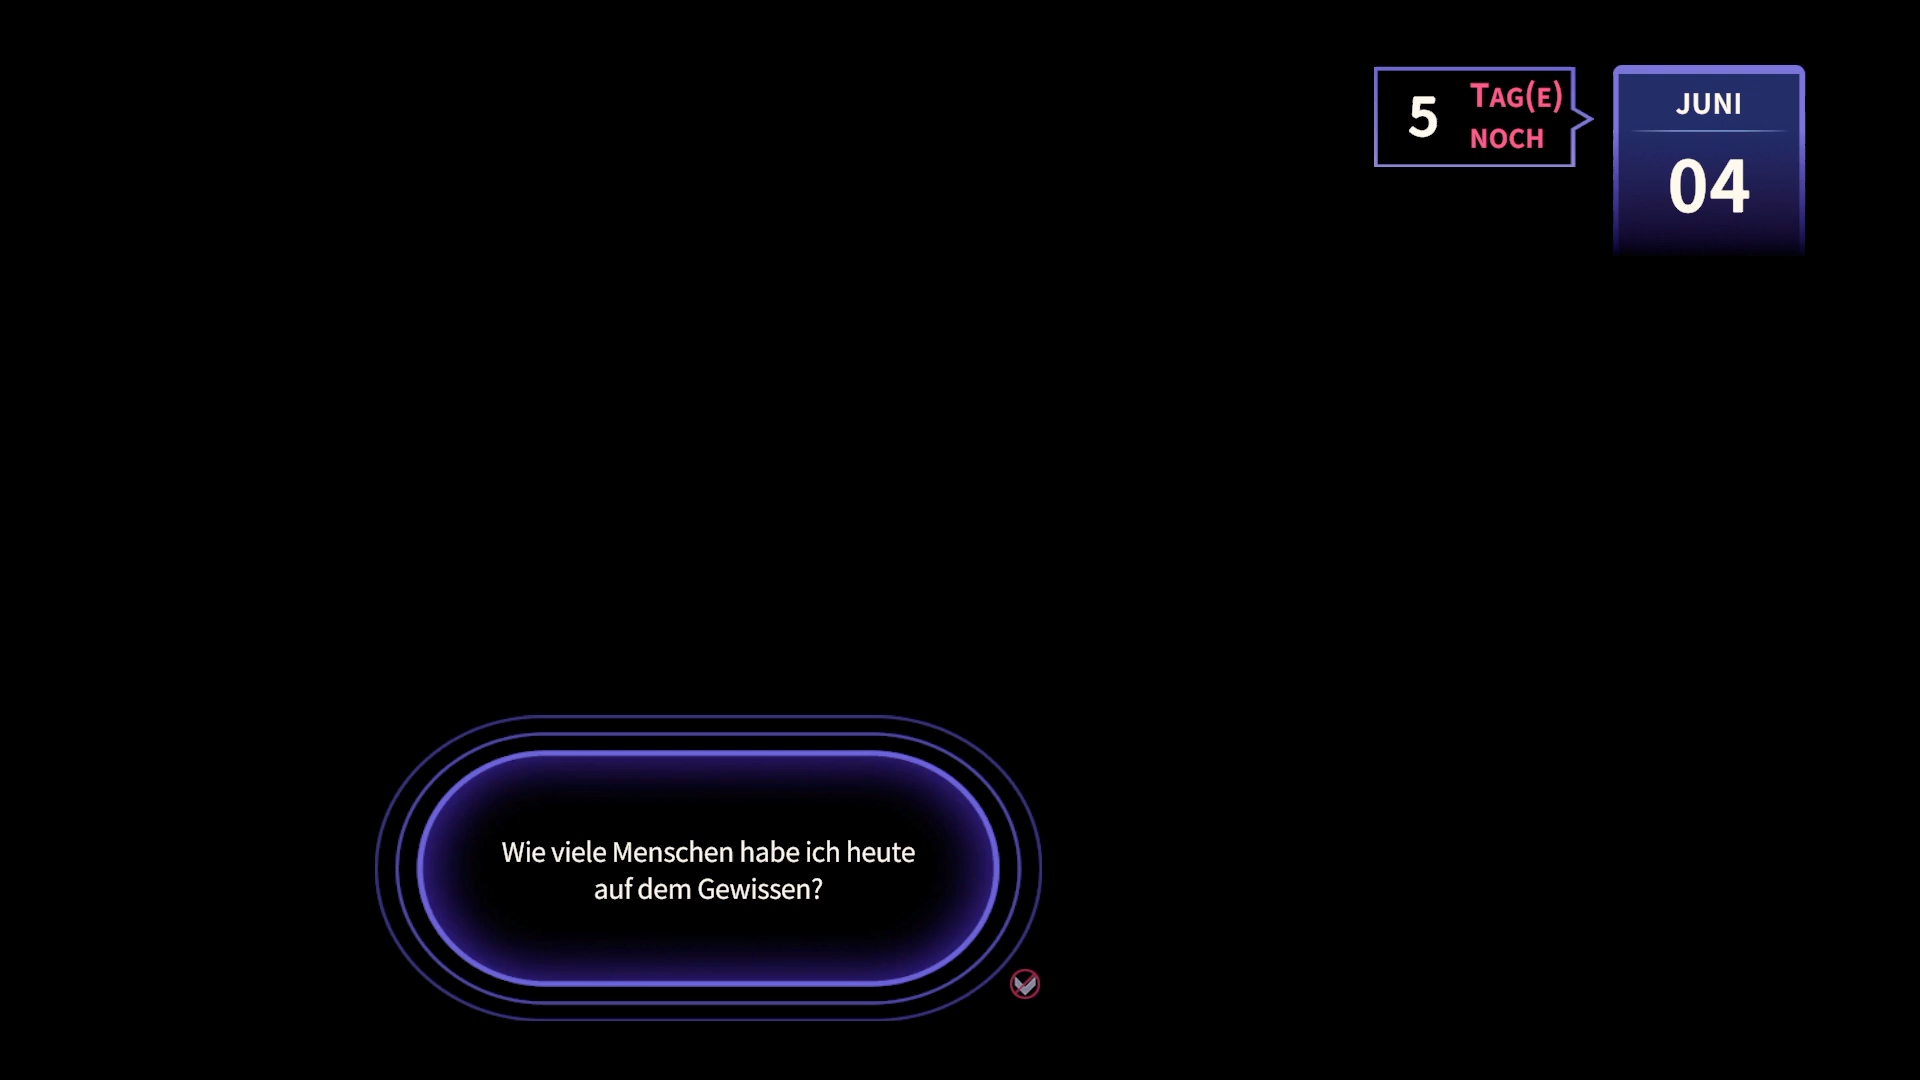 5
TAG(E)
NOCH
JUNI
04
Wie viele Menschen habe ich heute
auf dem Gewissen?